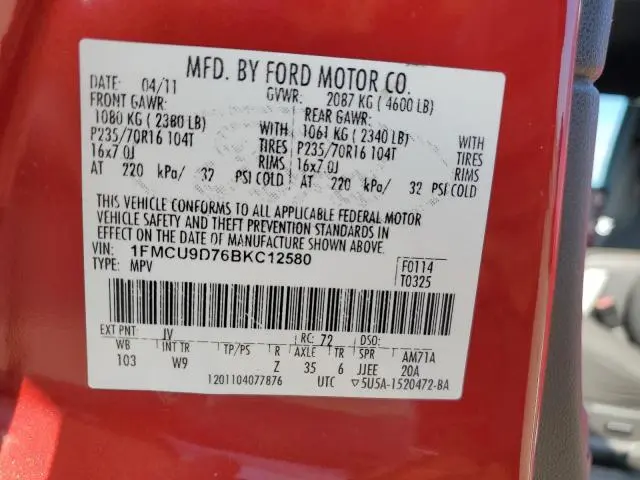 MFD. BY FORD MOTOR CO.
DATE: 04/11 GVWR: 2087 KG ( 4600 LB)
FRONT GAWR: REAR GAWR:
1080 KG ( 2380 LB) WITH 1061 KG ( 2340 LB) WITH
P235/70R16 104T TIRES P235/70R16 104T TIRES
16x7.0J RIMS 16x7.0J RIMS
AT 220 kPa/ 32 PSI COLD AT 220 kPa/ 32 PSI COLD
THIS VEHICLE CONFORMS TO ALL APPLICABLE FEDERAL MOTOR
VEHICLE SAFETY AND THEFT PREVENTION STANDARDS IN
EFFECT ON THE DATE OF MANUFACTURE SHOWN ABOVE.
VIN: 1FMCU9D76BKC12580 F0114
TYPE: MPV T0325
EXT PNT: JV RC: 72 DSO:
WB INT TR TP/PS R AXLE TR SPR AM71A
103 W9 Z 35 6 JJEE 20A
1201104077876 UTC ▽5U5A-1520472-BA